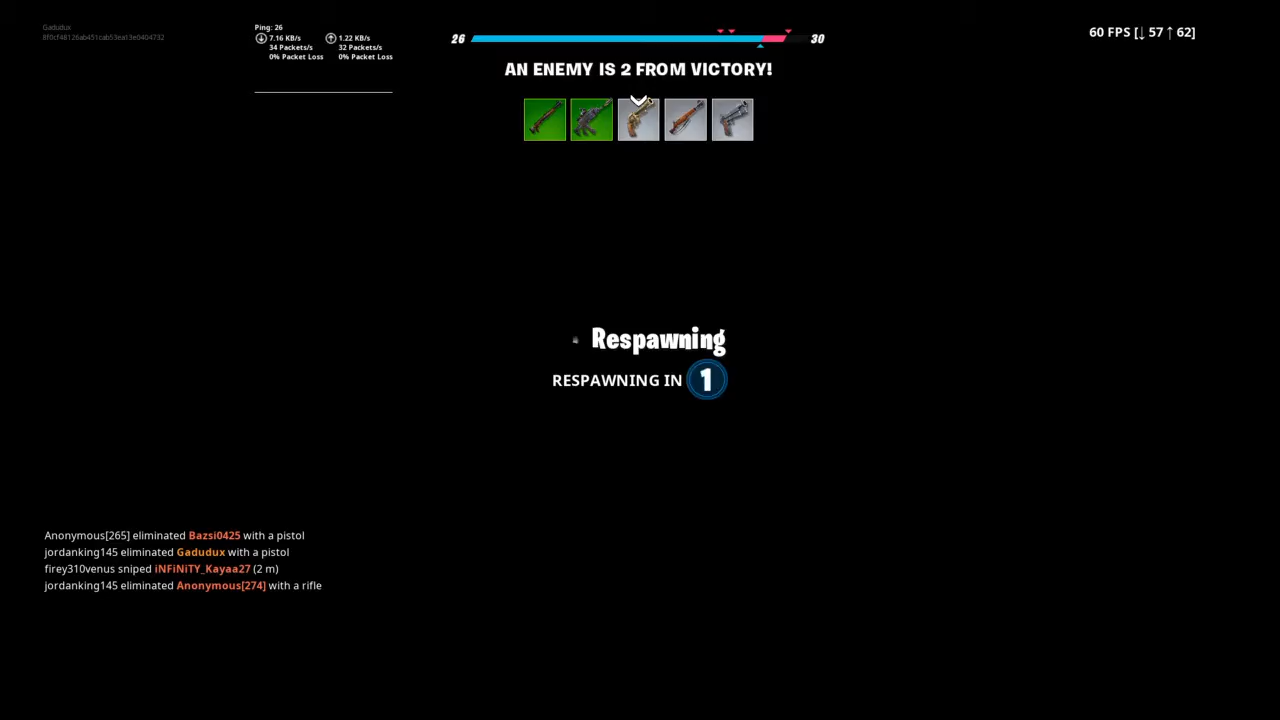 Gadudux
Ping: 26
7.16 KB/s 1.22 KB/s
34 Packets/s 32 Packets/s
0% Packet Loss 0% Packet Loss
26 30
60 FPS [↓ 57 ↑ 62]
AN ENEMY IS 2 FROM VICTORY!
Respawning
RESPAWNING IN 1
Anonymous[265] eliminated Bazsi0425 with a pistol
jordanking145 eliminated Gadudux with a pistol
firey310venus sniped iNFiNiTY_Kayaa27 (2 m)
jordanking145 eliminated Anonymous[274] with a rifle